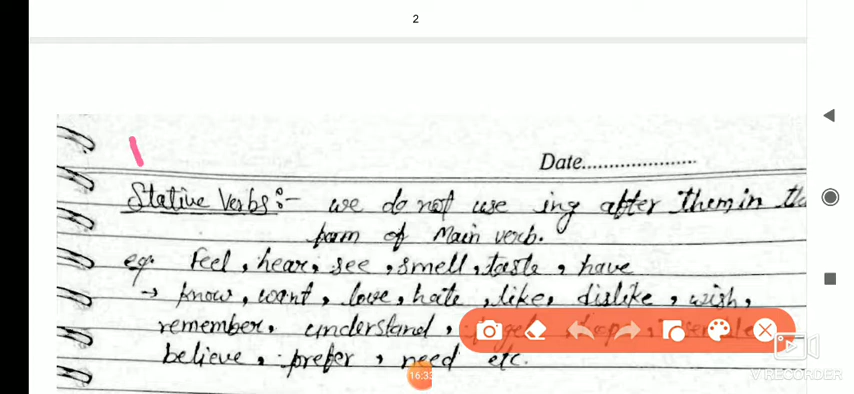 2
Date......................
Stative Verbs:- we do not use ing after them in
form of Main verb.
eg. Feel, hear, see, smell, taste, have
→ know, want, love, hate, like, dislike, wish,
remember, understand,
believe, prefer, need etc.
16:33
VRECORDER